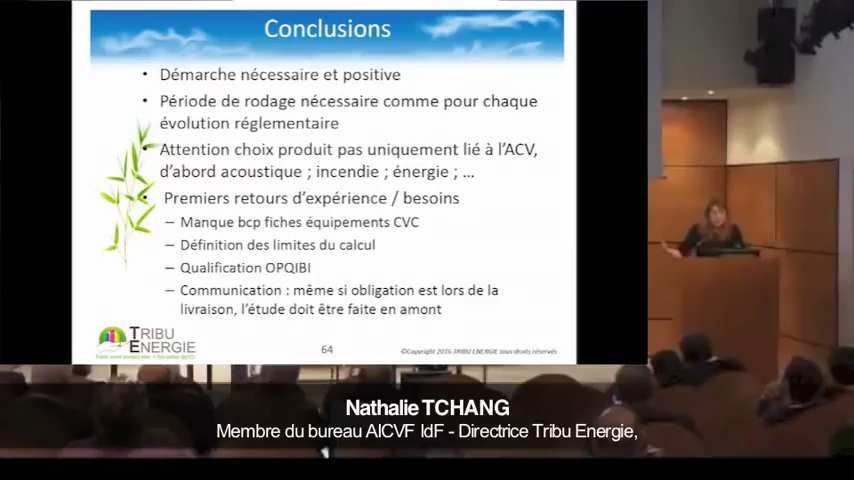 Conclusions
• Démarche nécessaire et positive
• Période de rodage nécessaire comme pour chaque
évolution réglementaire
• Attention choix produit pas uniquement lié à l'ACV,
d'abord acoustique ; incendie ; énergie ; ...
• Premiers retours d'expérience / besoins
– Manque bcp fiches équipements CVC
– Définition des limites du calcul
– Qualification OPQIBI
– Communication : même si obligation est lors de la
livraison, l'étude doit être faite en amont
TRIBU
ENERGIE
64
©Copyright 2016 TRIBU ENERGIE tous droits réservés
Nathalie TCHANG
Membre du bureau AICVF IdF - Directrice Tribu Energie,